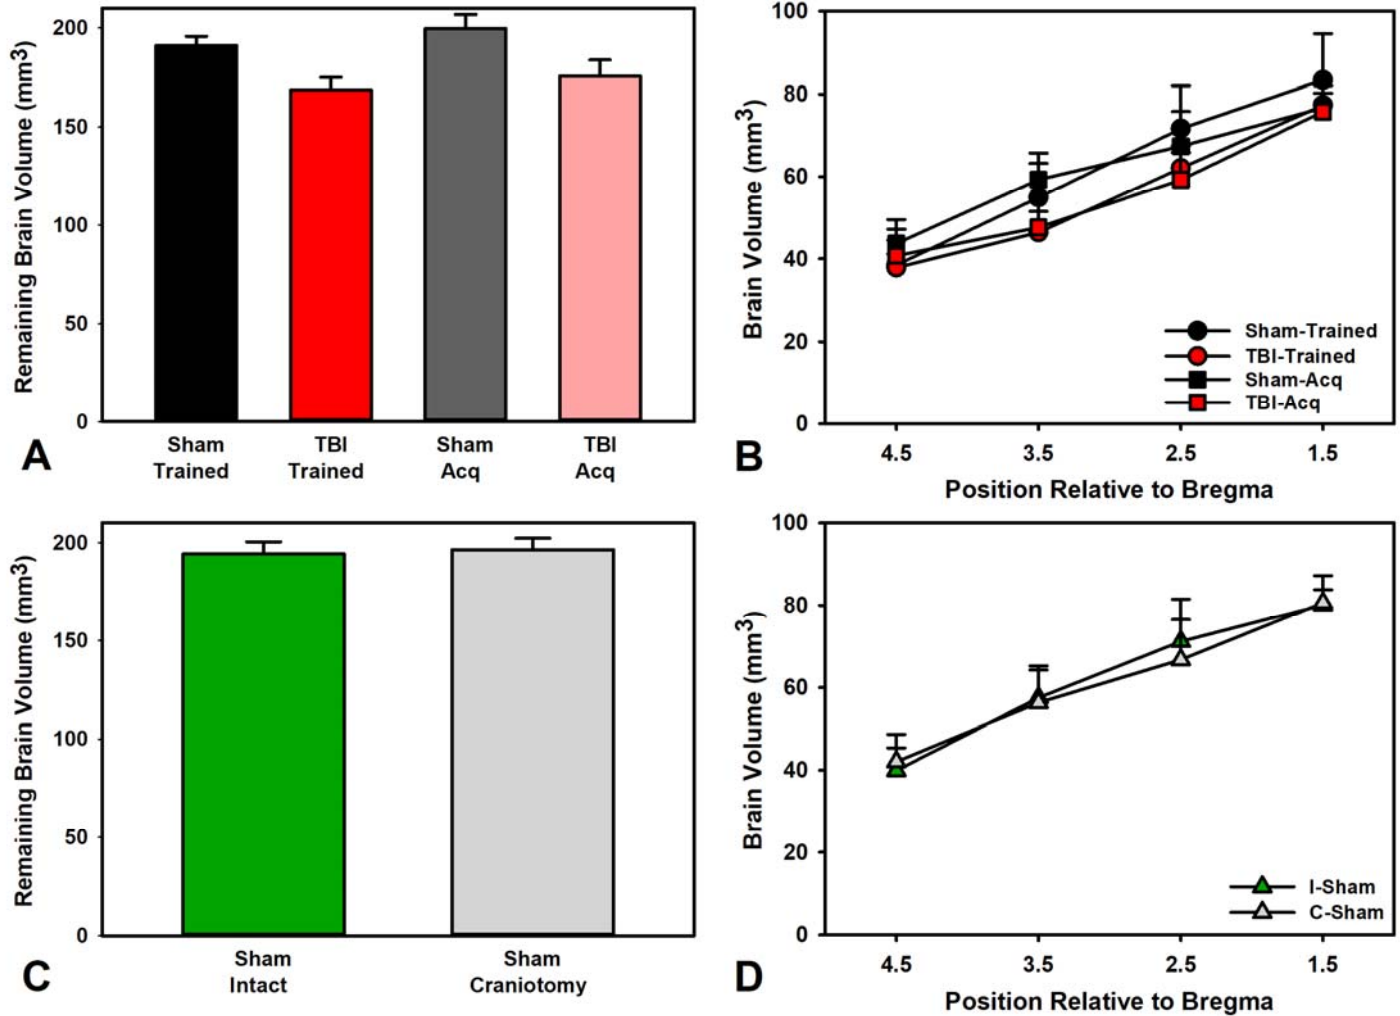 Remaining Brain Volume (mm3)
200
150
100
50
0
Sham
Trained
TBI
Trained
Sham
Acq
TBI
Acq
A
Brain Volume (mm3)
100
80
60
40
20
0
Sham-Trained
TBI-Trained
Sham-Acq
TBI-Acq
4.5 3.5 2.5 1.5
Position Relative to Bregma
B
Remaining Brain Volume (mm3)
200
150
100
50
0
Sham
Intact
Sham
Craniotomy
C
Brain Volume (mm3)
100
80
60
40
20
0
I-Sham
C-Sham
4.5 3.5 2.5 1.5
Position Relative to Bregma
D